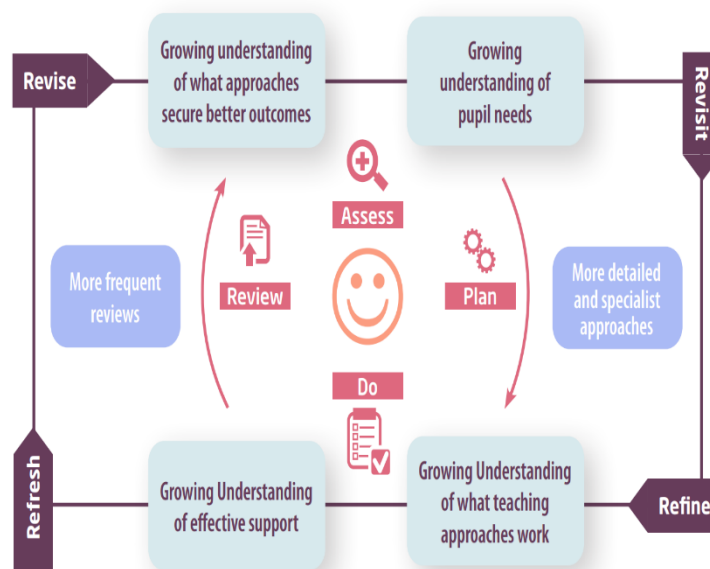 Revise
Growing understanding
of what approaches
secure better outcomes
Growing
understanding of
pupil needs
Revisit
Assess
More frequent
reviews
Review
Plan
More detailed
and specialist
approaches
Do
Refresh
Growing Understanding
of effective support
Growing Understanding
of what teaching
approaches work
Refine